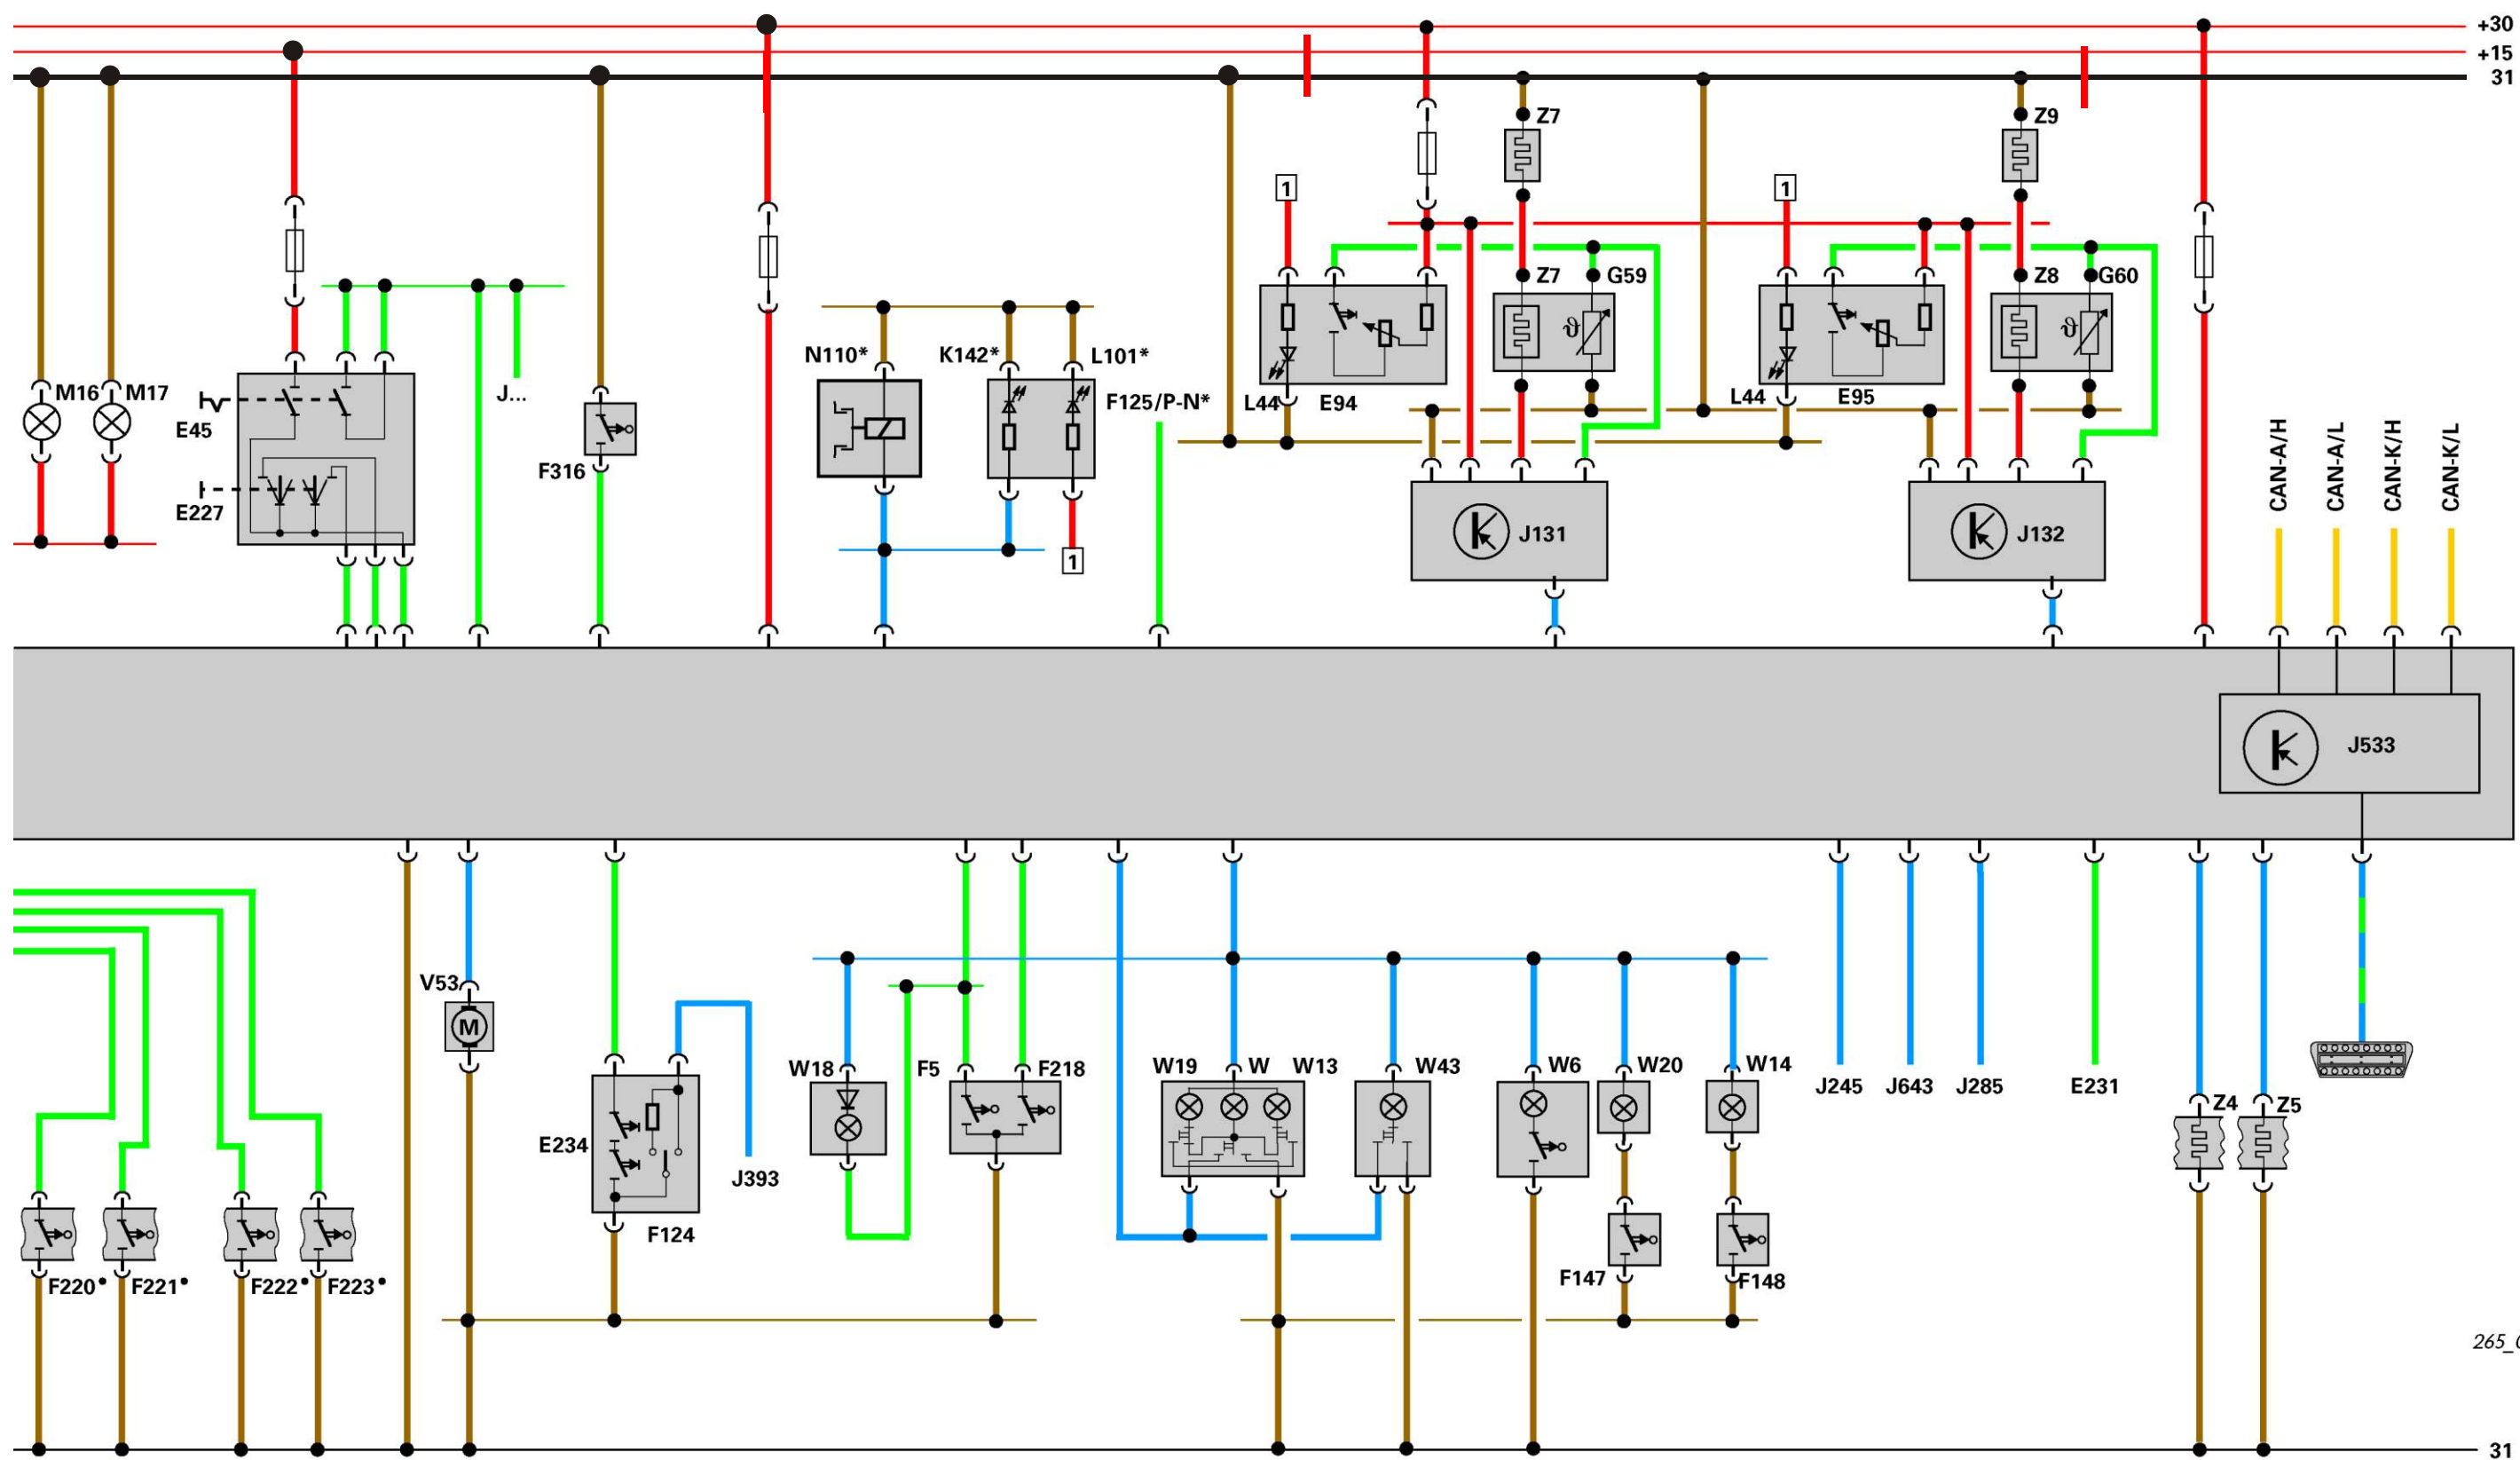 +30
+15
31
Z7
Z9
1
1
Z7
G59
Z8
G60
N110*
K142*
L101*
M16
M17
J...
F125/P-N*
L44
E94
L44
E95
E45
F316
E227
CAN-A/H
CAN-A/L
CAN-K/H
CAN-K/L
J131
J132
1
J533
V53
M
W18
F5
F218
W19
W
W13
W43
W6
W20
W14
J245
J643
J285
E231
Z4
Z5
E234
J393
F124
F220•
F221•
F222•
F223•
F147
F148
31